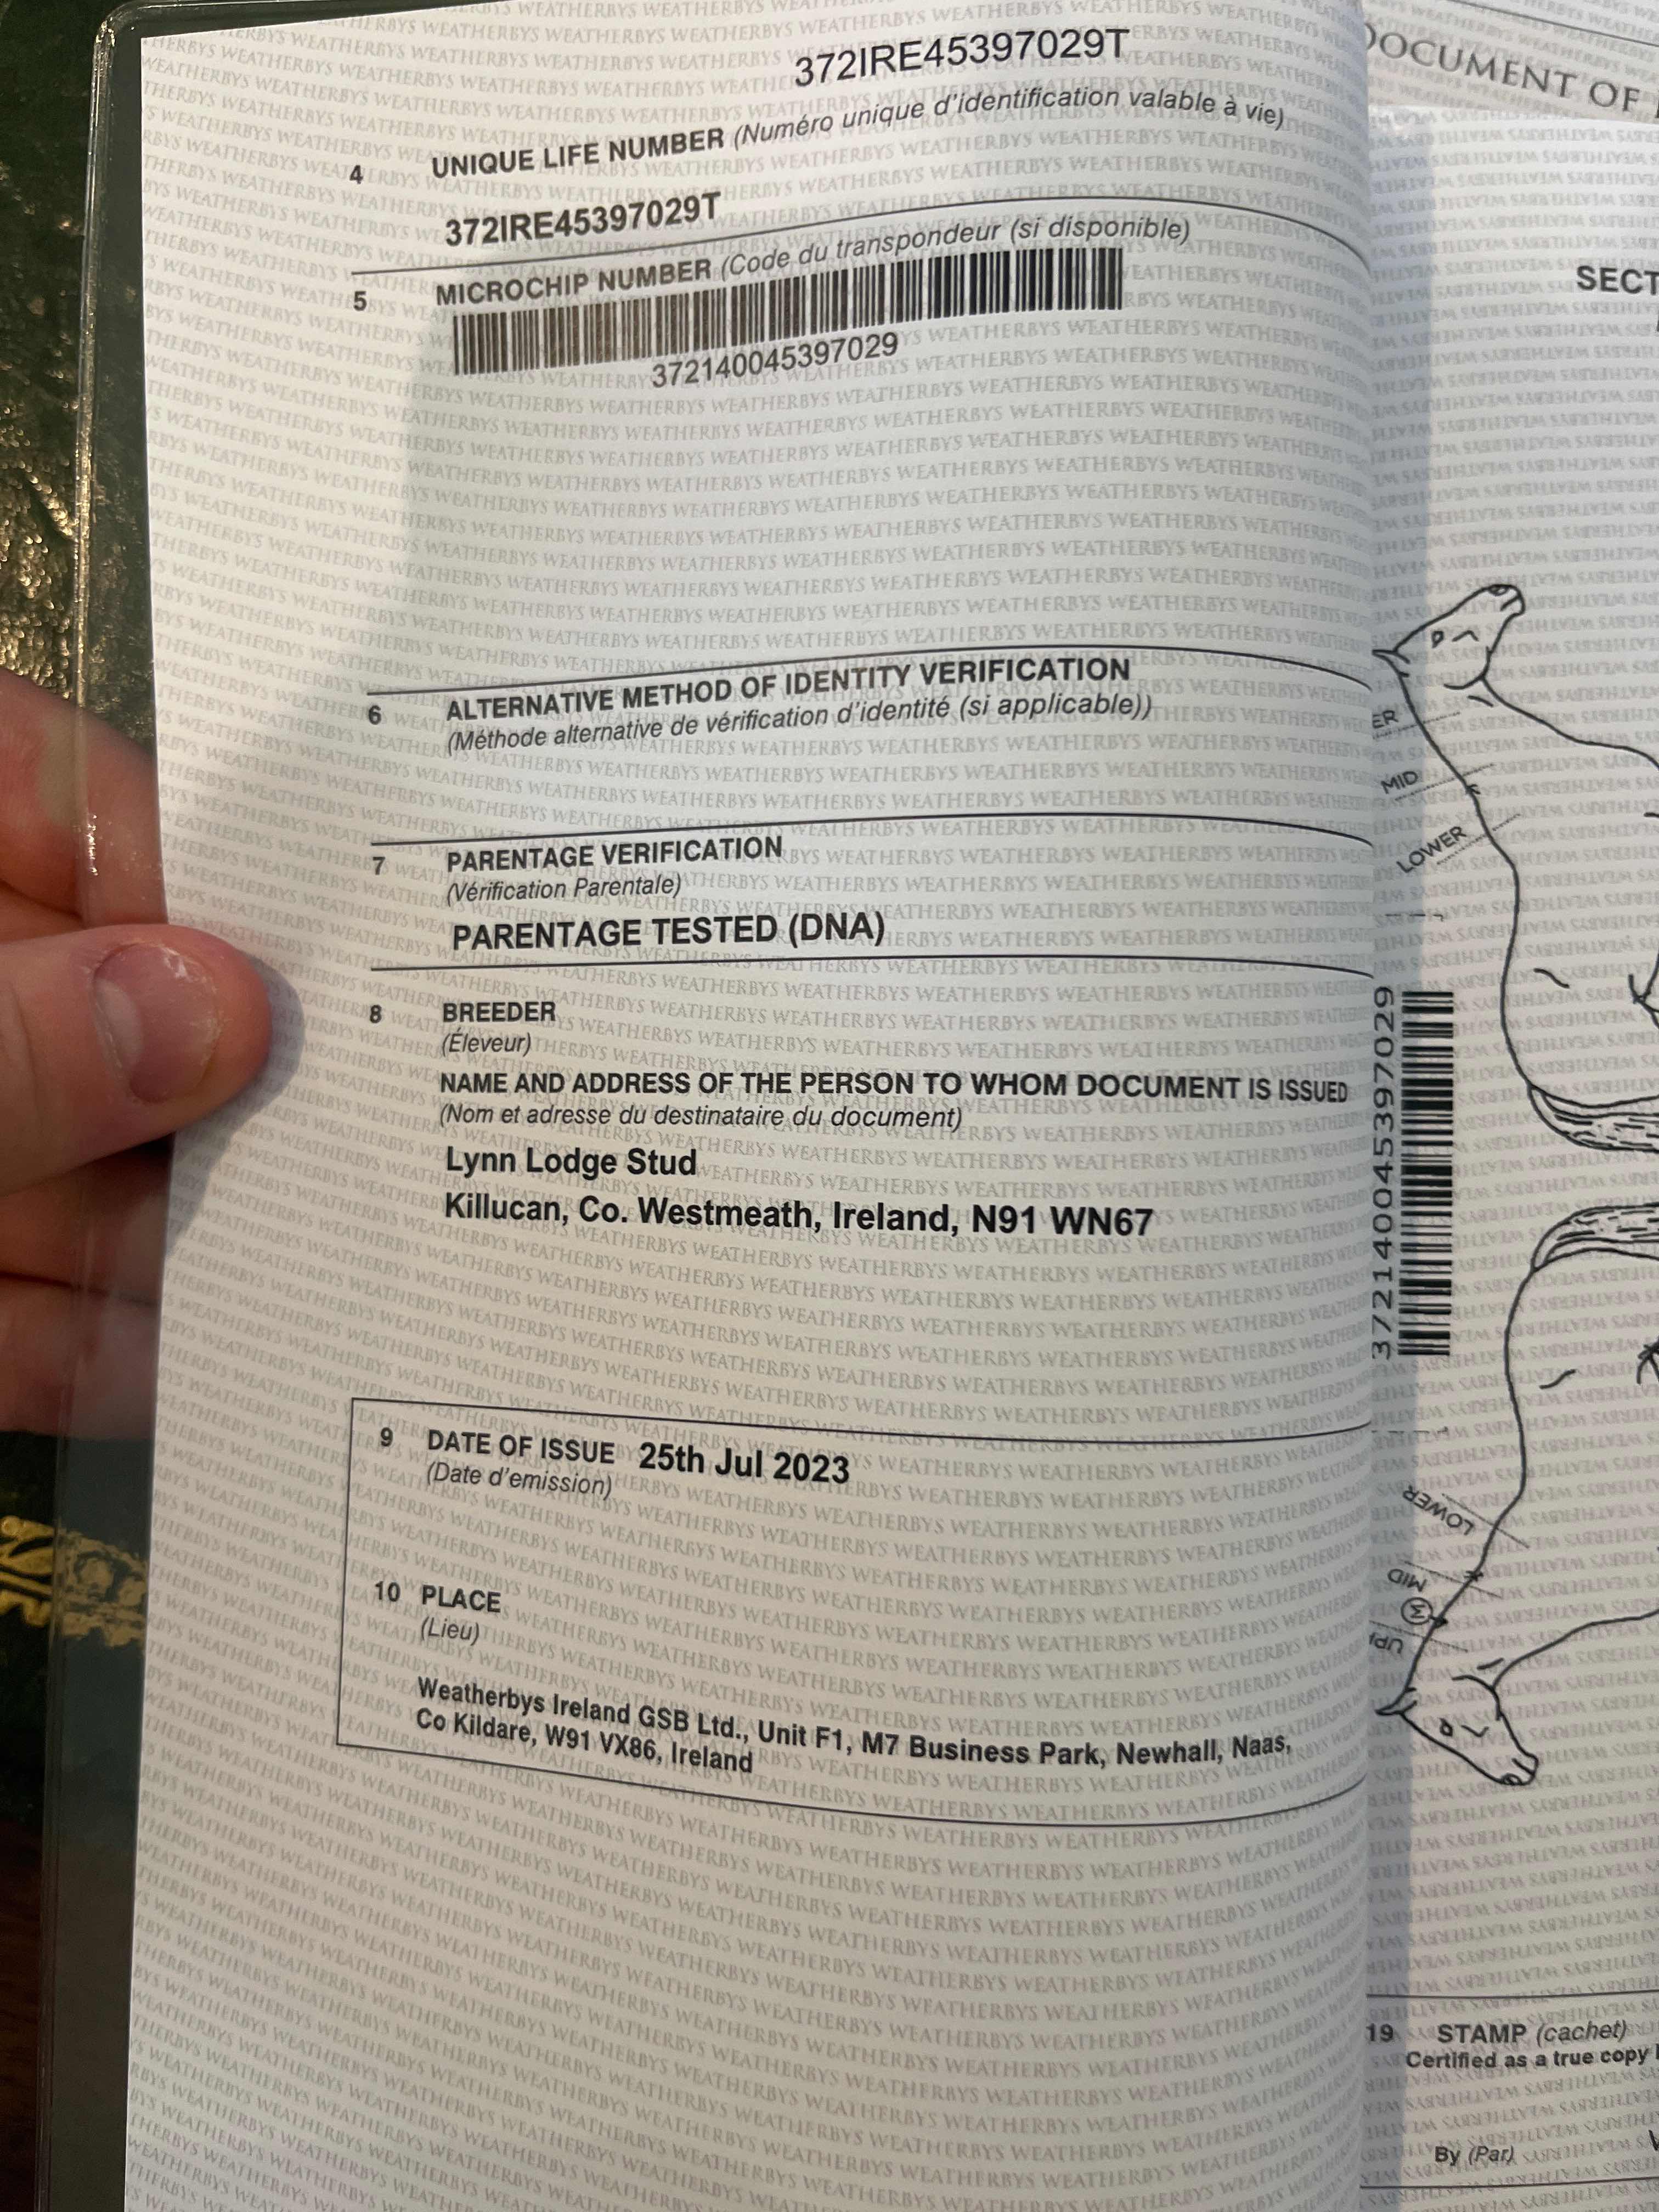 372IRE45397029T
4 UNIQUE LIFE NUMBER (Numéro unique d'identification valable à vie)
372IRE45397029T
5 MICROCHIP NUMBER (Code du transpondeur (si disponible)
372140045397029
6 ALTERNATIVE METHOD OF IDENTITY VERIFICATION
(Méthode alternative de vérification d'identité (si applicable))
7 PARENTAGE VERIFICATION
(Vérification Parentale)
PARENTAGE TESTED (DNA)
8 BREEDER
(Éleveur)
NAME AND ADDRESS OF THE PERSON TO WHOM DOCUMENT IS ISSUED
(Nom et adresse du destinataire du document)
Lynn Lodge Stud
Killucan, Co. Westmeath, Ireland, N91 WN67
9 DATE OF ISSUE 25th Jul 2023
(Date d'emission)
10 PLACE
(Lieu)
Weatherbys Ireland GSB Ltd., Unit F1, M7 Business Park, Newhall, Naas,
Co Kildare, W91 VX86, Ireland
DOCUMENT OF
SECT
ER
MID
LOWER
372140045397029
LOWER
MID
W
UPP
19 STAMP (cachet)
Certified as a true copy
By (Par)